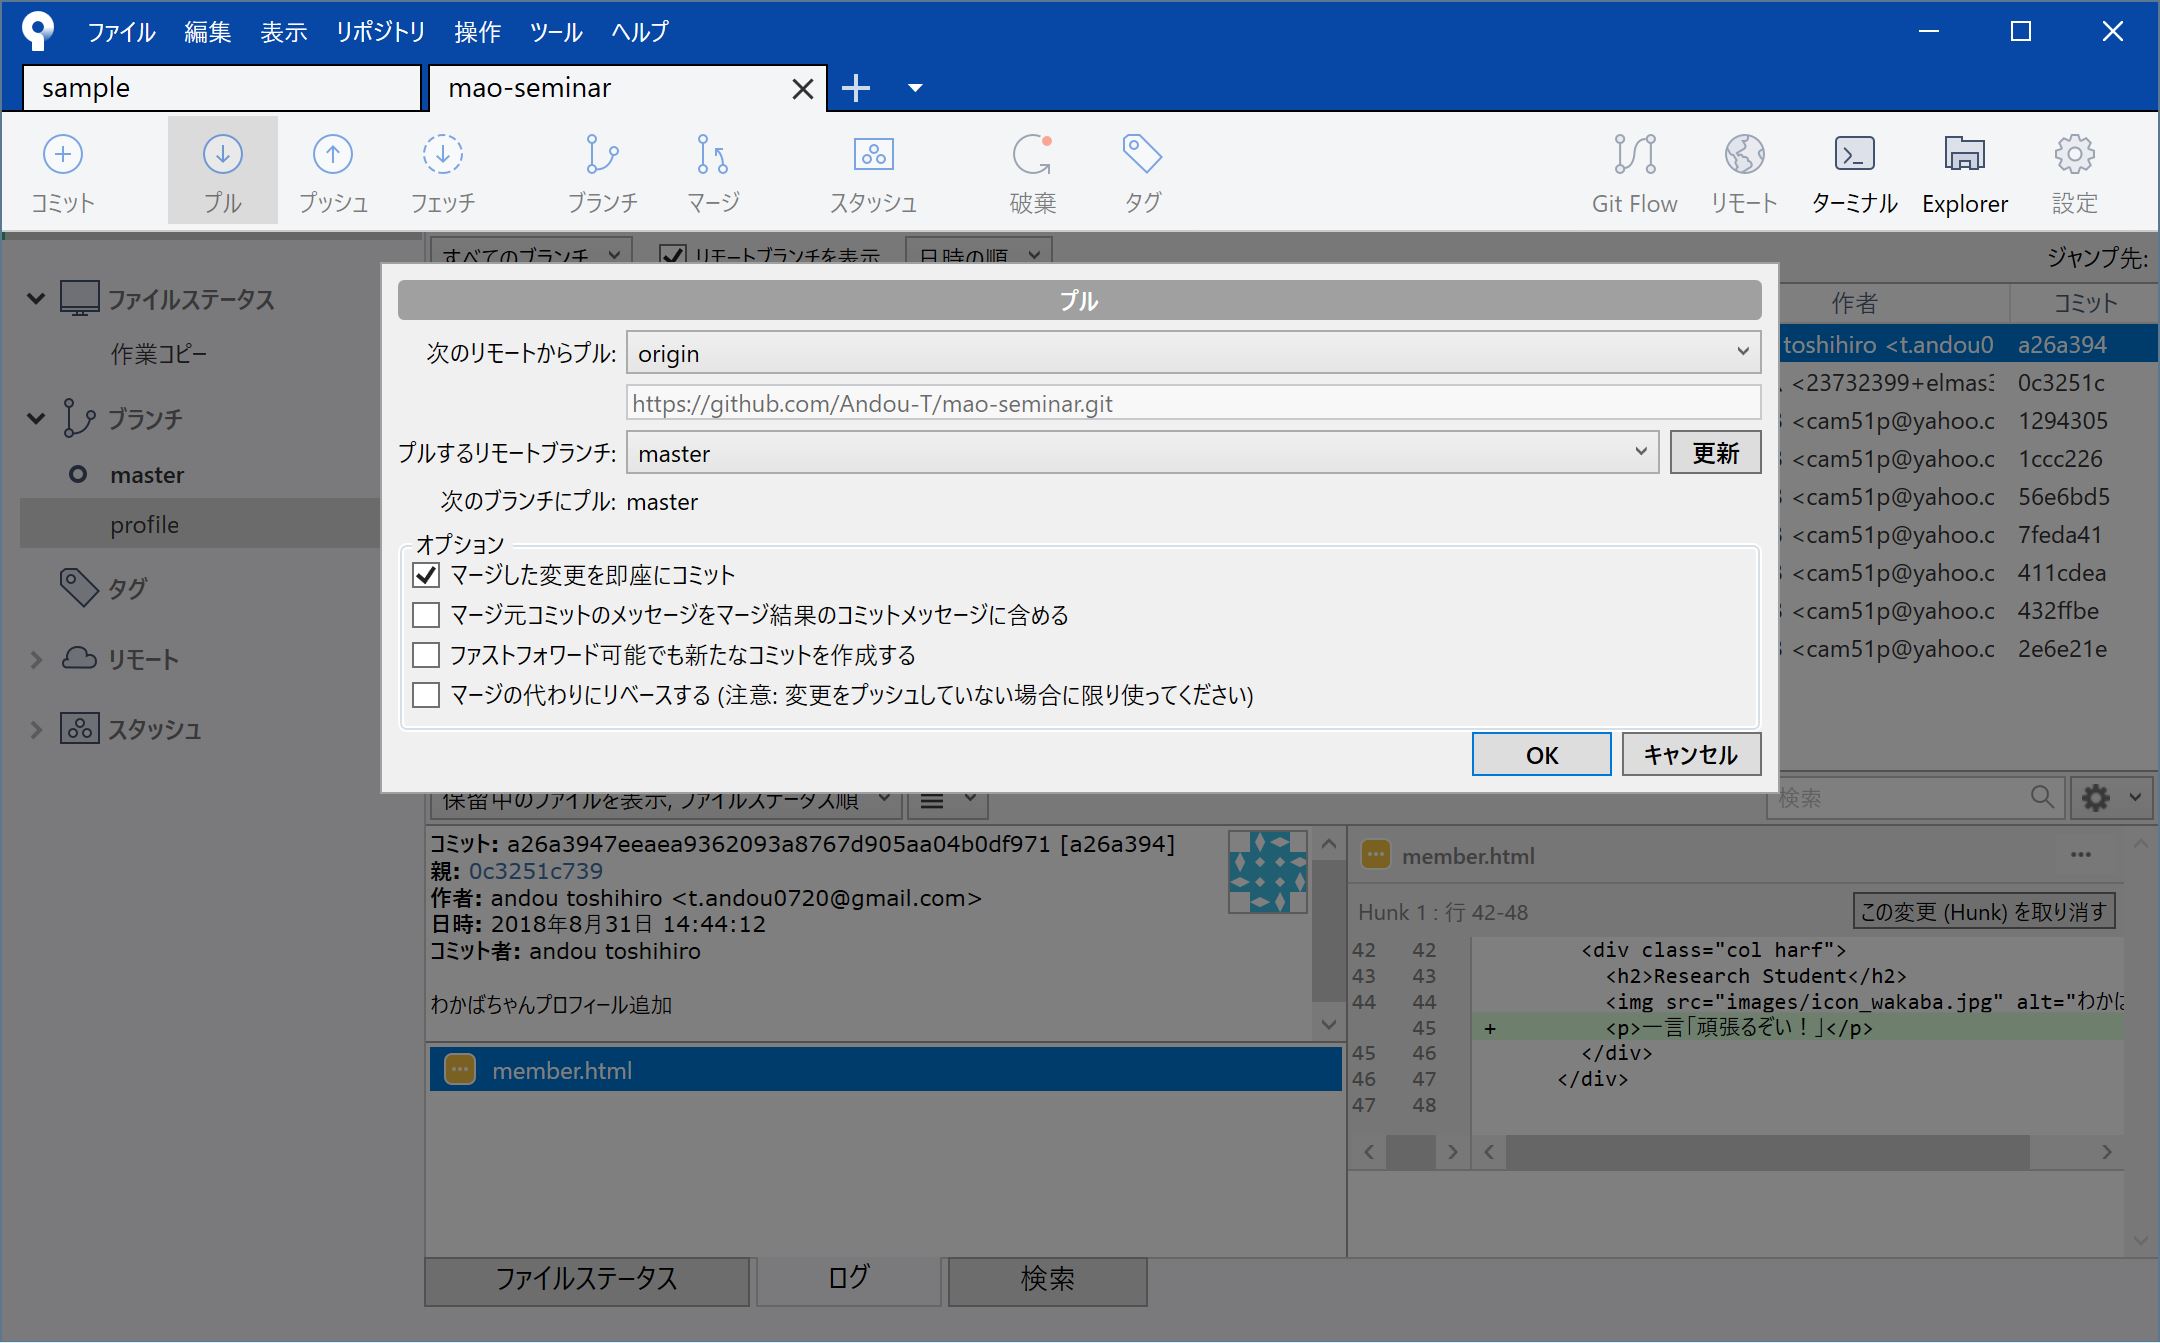 ファイル 編集 表示 リポジトリ 操作 ツール ヘルプ
sample
mao-seminar
コミット プル プッシュ フェッチ ブランチ マージ スタッシュ 破棄 タグ Git Flow リモート ターミナル Explorer 設定
すべてのブランチ リモートブランチを表示 日時の順 ジャンプ先:
ファイルステータス
作業コピー
ブランチ
master
profile
タグ
リモート
スタッシュ
プル
次のリモートからプル: origin
https://github.com/Andou-T/mao-seminar.git
プルするリモートブランチ: master 更新
次のブランチにプル: master
オプション
マージした変更を即座にコミット
マージ元コミットのメッセージをマージ結果のコミットメッセージに含める
ファストフォワード可能でも新たなコミットを作成する
マージの代わりにリベースする (注意: 変更をプッシュしていない場合に限り使ってください)
OK キャンセル
作者 コミット
toshihiro <t.andou0 a26a394
<23732399+elmas3 0c3251c
<cam51p@yahoo.c 1294305
<cam51p@yahoo.c 1ccc226
<cam51p@yahoo.c 56e6bd5
<cam51p@yahoo.c 7feda41
<cam51p@yahoo.c 411cdea
<cam51p@yahoo.c 432ffbe
<cam51p@yahoo.c 2e6e21e
保留中のファイルを表示, ファイルステータス順
検索
コミット: a26a3947eeaea9362093a8767d905aa04b0df971 [a26a394]
親: 0c3251c739
作者: andou toshihiro <t.andou0720@gmail.com>
日時: 2018年8月31日 14:44:12
コミット者: andou toshihiro
わかばちゃんプロフィール追加
member.html
member.html
Hunk 1 : 行 42-48 この変更 (Hunk) を取り消す
42 42 <div class="col harf">
43 43 <h2>Research Student</h2>
44 44 <img src="images/icon_wakaba.jpg" alt="わかば
45 + <p>一言「頑張るぞい！」</p>
45 46 </div>
46 47 </div>
47 48
ファイルステータス ログ 検索